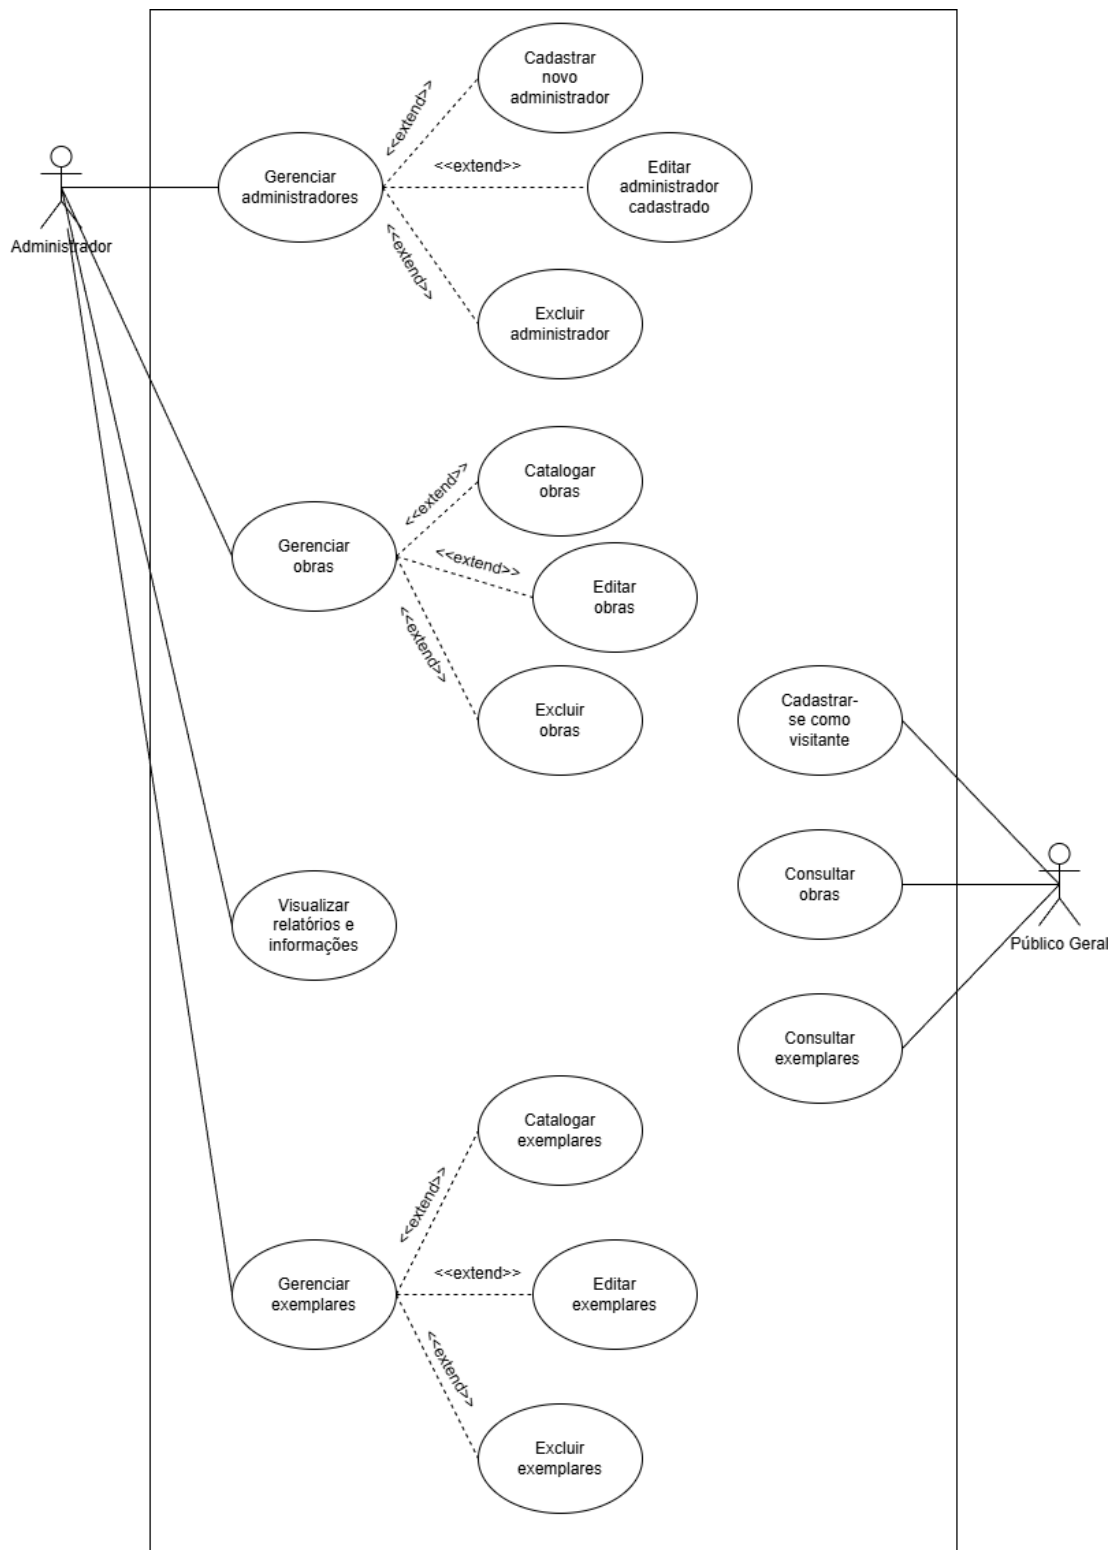 Cadastrar
novo
administrador
<<extend>>
<<extend>>
Editar
administrador
cadastrado
Gerenciar
administradores
Administrador
<<extend>>
Excluir
administrador
Catalogar
obras
<<extend>>
Gerenciar
obras
<<extend>>
Editar
obras
<<extend>>
Excluir
obras
Cadastrar-
se como
visitante
Visualizar
relatórios e
informações
Consultar
obras
Público Geral
Consultar
exemplares
Catalogar
exemplares
<<extend>>
Gerenciar
exemplares
<<extend>>
Editar
exemplares
<<extend>>
Excluir
exemplares